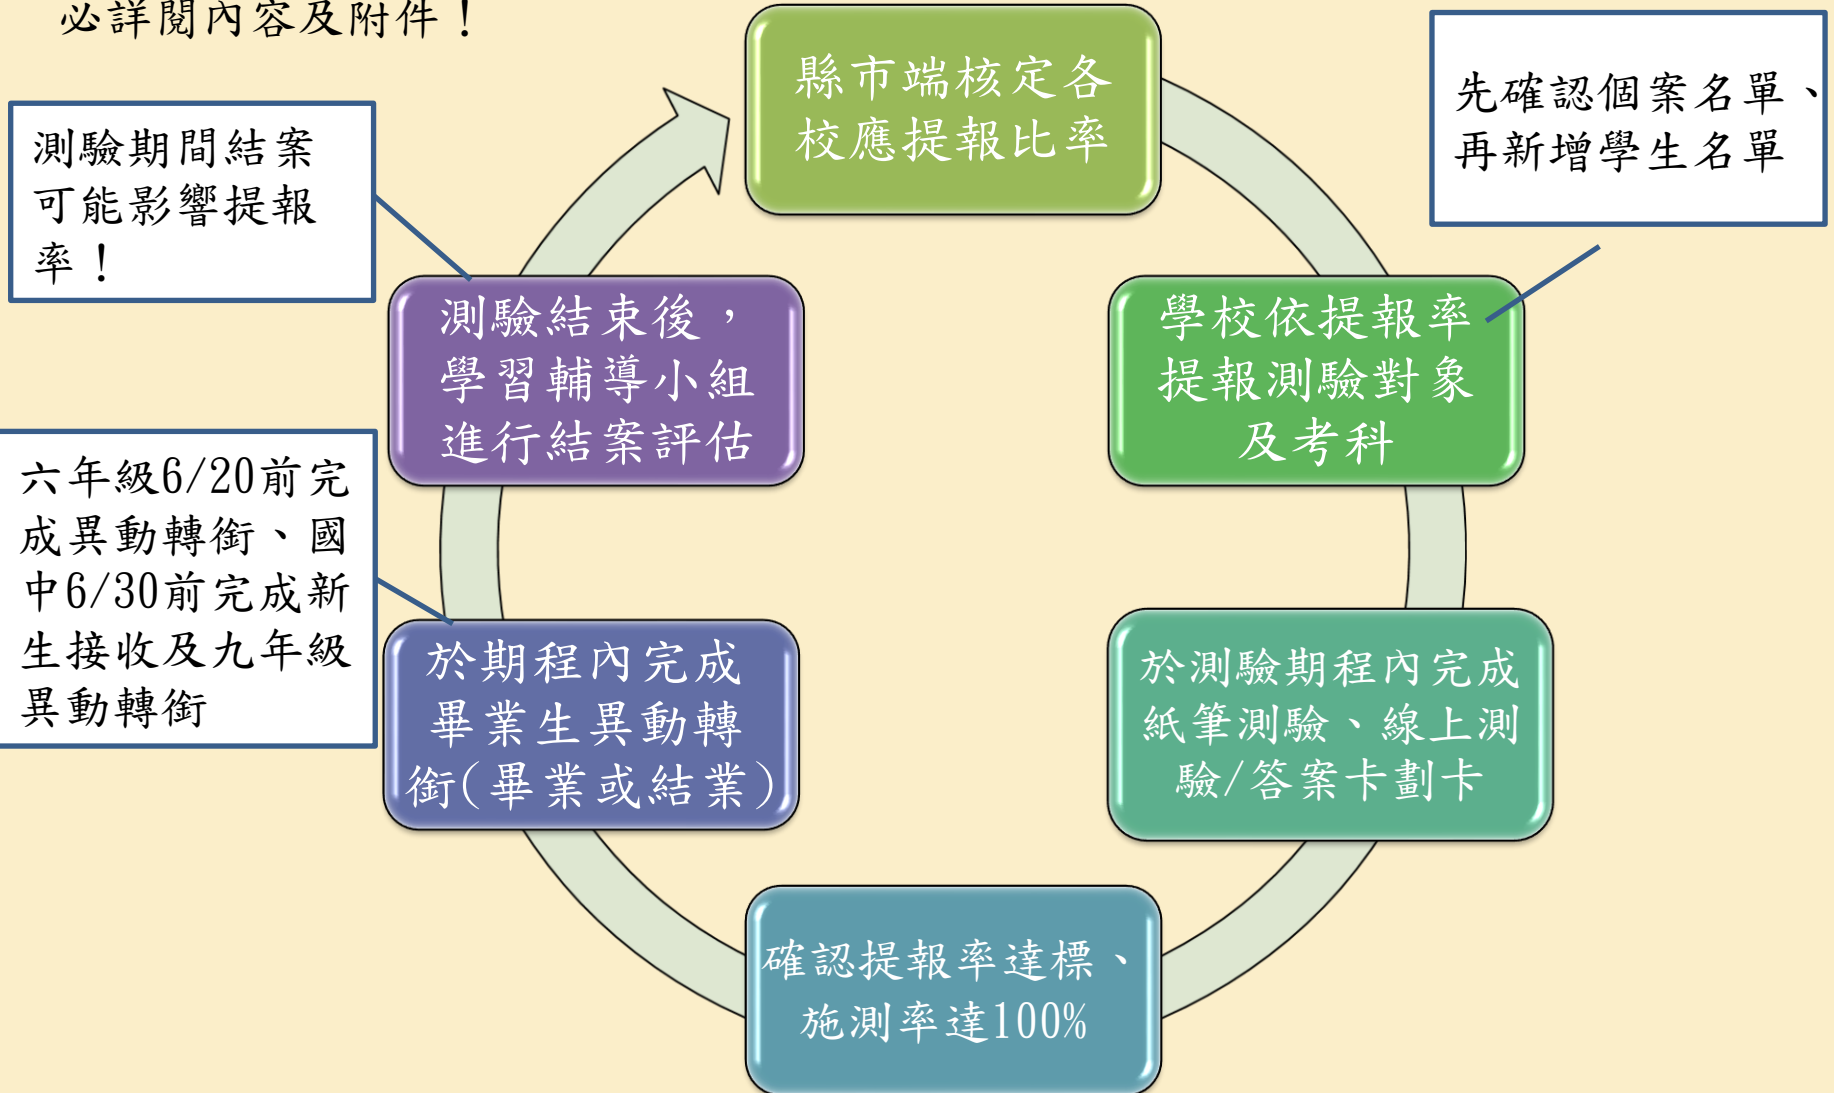 必詳閱內容及附件！
縣市端核定各
校應提報比率
先確認個案名單、
再新增學生名單
學校依提報率
提報測驗對象
及考科
於測驗期程內完成
紙筆測驗、線上測
驗/答案卡劃卡
確認提報率達標、
施測率達100%
於期程內完成
畢業生異動轉
銜(畢業或結業)
六年級6/20前完
成異動轉銜、國
中6/30前完成新
生接收及九年級
異動轉銜
測驗結束後，
學習輔導小組
進行結案評估
測驗期間結案
可能影響提報
率！